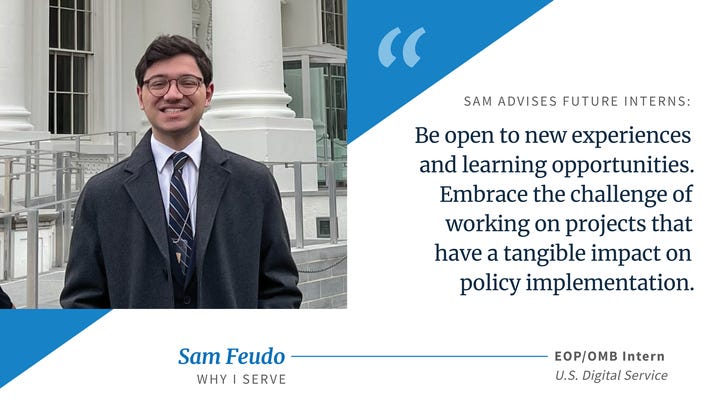 “
SAM ADVISES FUTURE INTERNS:
Be open to new experiences
and learning opportunities.
Embrace the challenge of
working on projects that
have a tangible impact on
policy implementation.
Sam Feudo
WHY I SERVE
EOP/OMB Intern
U.S. Digital Service